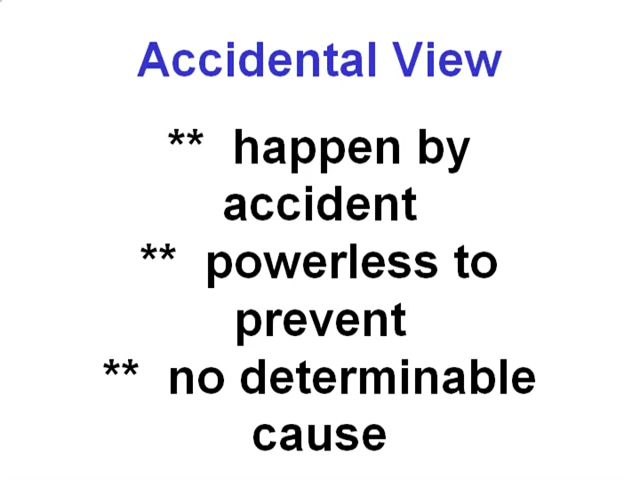 Accidental View
** happen by
accident
** powerless to
prevent
** no determinable
cause